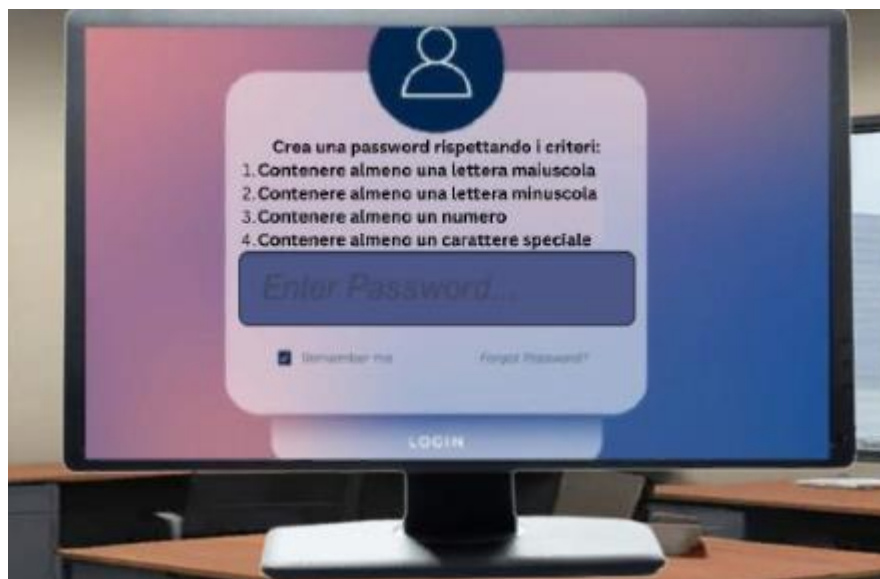 Crea una password rispettando i criteri:
1. Contenere almeno una lettera maiuscola
2. Contenere almeno una lettera minuscola
3. Contenere almeno un numero
4. Contenere almeno un carattere speciale
Enter Password...
Remember me Forgot Password?
LOGIN